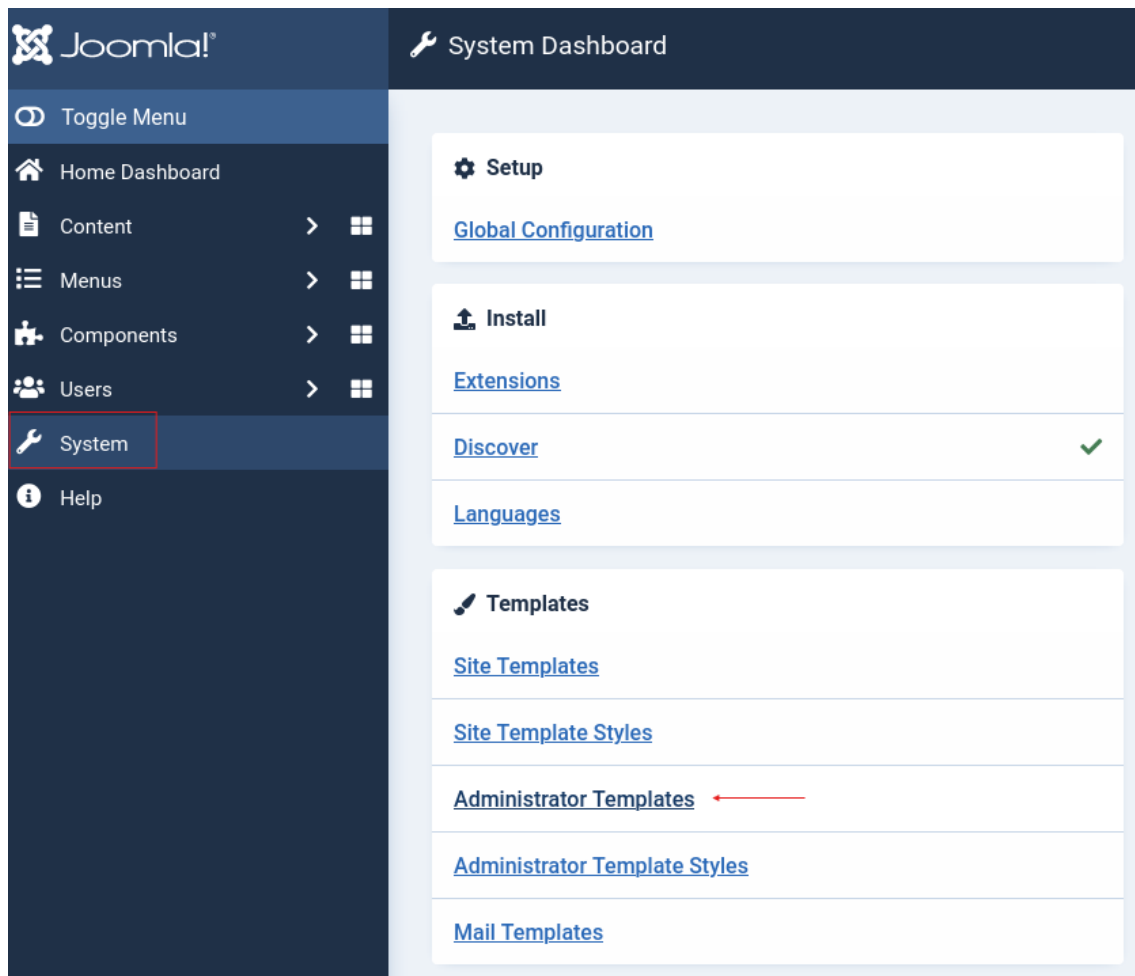 Joomla!®
System Dashboard
Toggle Menu
Home Dashboard
Content
Menus
Components
Users
System
Help
Setup
Global Configuration
Install
Extensions
Discover
Languages
Templates
Site Templates
Site Template Styles
Administrator Templates
Administrator Template Styles
Mail Templates